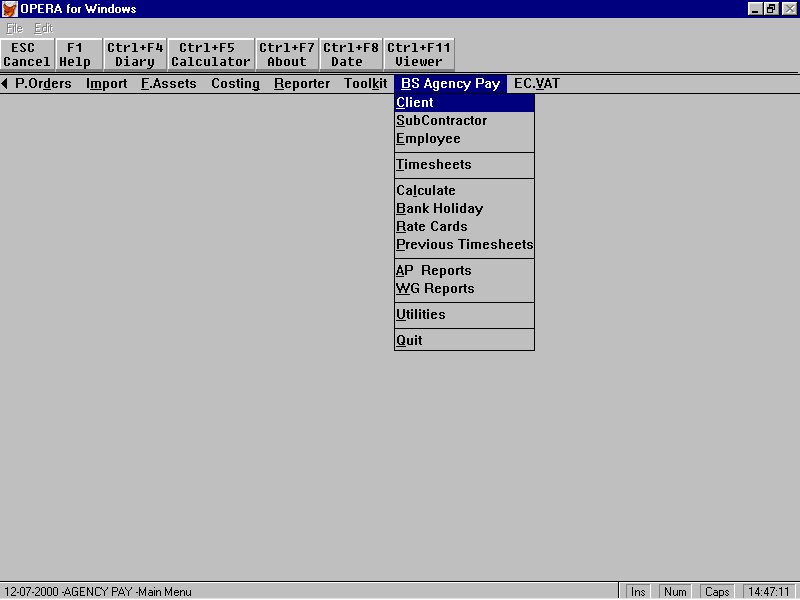 OPERA for Windows
File Edit
ESC F1 Ctrl+F4 Ctrl+F5 Ctrl+F7 Ctrl+F8 Ctrl+F11
Cancel Help Diary Calculator About Date Viewer
P.Orders Import F.Assets Costing Reporter Toolkit BS Agency Pay EC.VAT
Client
SubContractor
Employee
Timesheets
Calculate
Bank Holiday
Rate Cards
Previous Timesheets
AP Reports
WG Reports
Utilities
Quit
12-07-2000 -AGENCY PAY -Main Menu Ins Num Caps 14:47:11